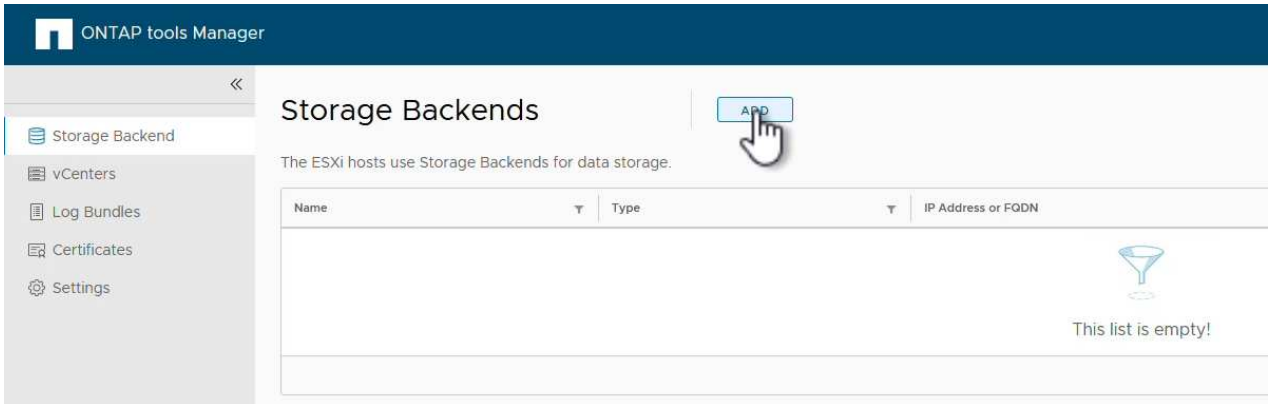 ONTAP tools Manager
Storage Backends
ADD
Storage Backend
The ESXi hosts use Storage Backends for data storage.
vCenters
Name Type IP Address or FQDN
Log Bundles
Certificates
Settings
This list is empty!